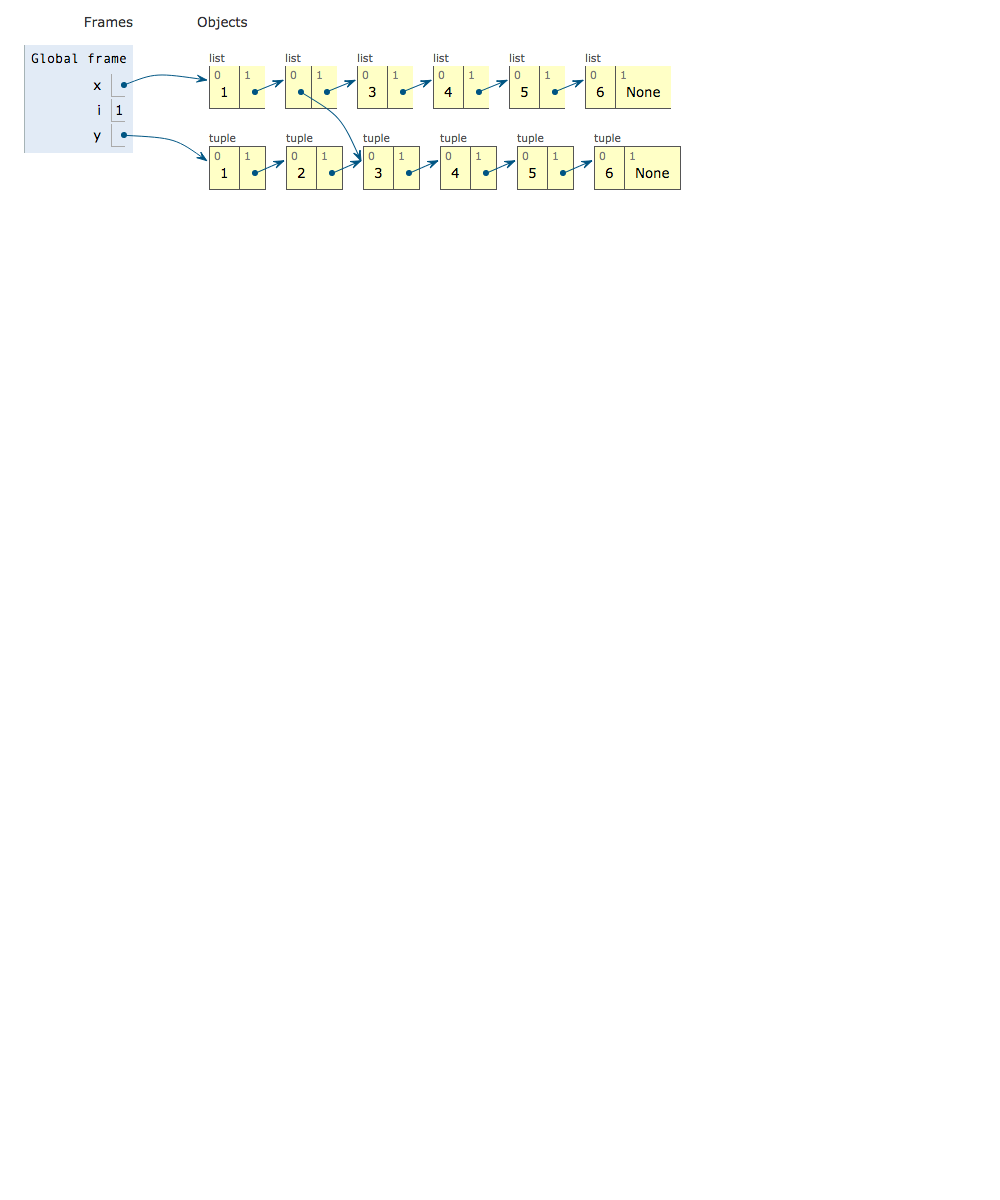 Frames Objects
Global frame
list list list list list list
0 1 0 1 0 1 0 1 0 1 0 1
x
1 3 4 5 6 None
i 1
y
tuple tuple tuple tuple tuple tuple
0 1 0 1 0 1 0 1 0 1 0 1
1 2 3 4 5 6 None